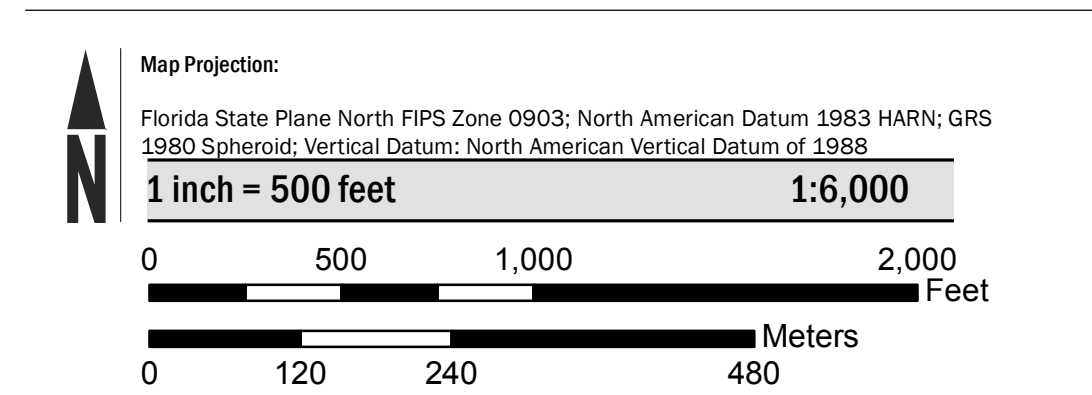 Map Projection:
Florida State Plane North FIPS Zone 0903; North American Datum 1983 HARN; GRS
1980 Spheroid; Vertical Datum: North American Vertical Datum of 1988
N
1 inch = 500 feet 1:6,000
0 500 1,000 2,000
Feet
Meters
0 120 240 480